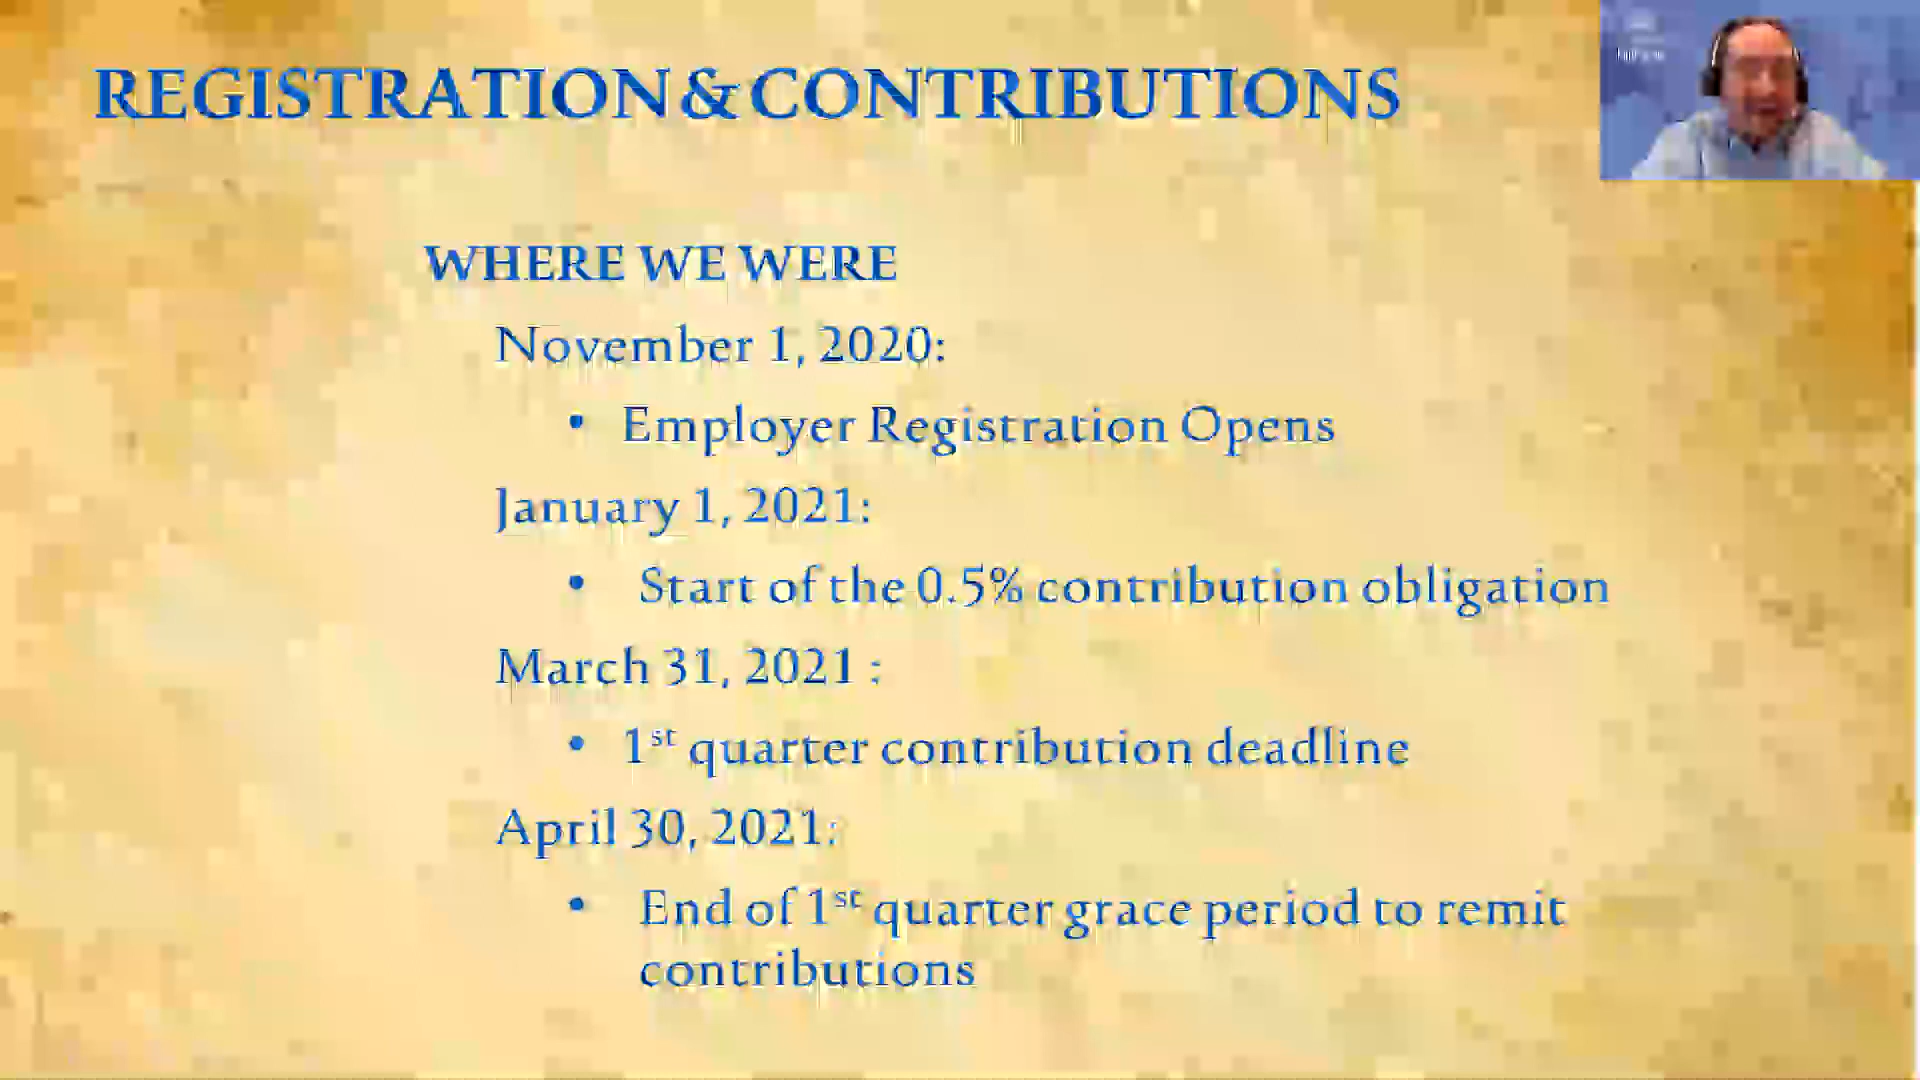 REGISTRATION & CONTRIBUTIONS
WHERE WE WERE
November 1, 2020:
• Employer Registration Opens
January 1, 2021:
• Start of the 0.5% contribution obligation
March 31, 2021 :
• 1st quarter contribution deadline
April 30, 2021:
• End of 1st quarter grace period to remit
contributions